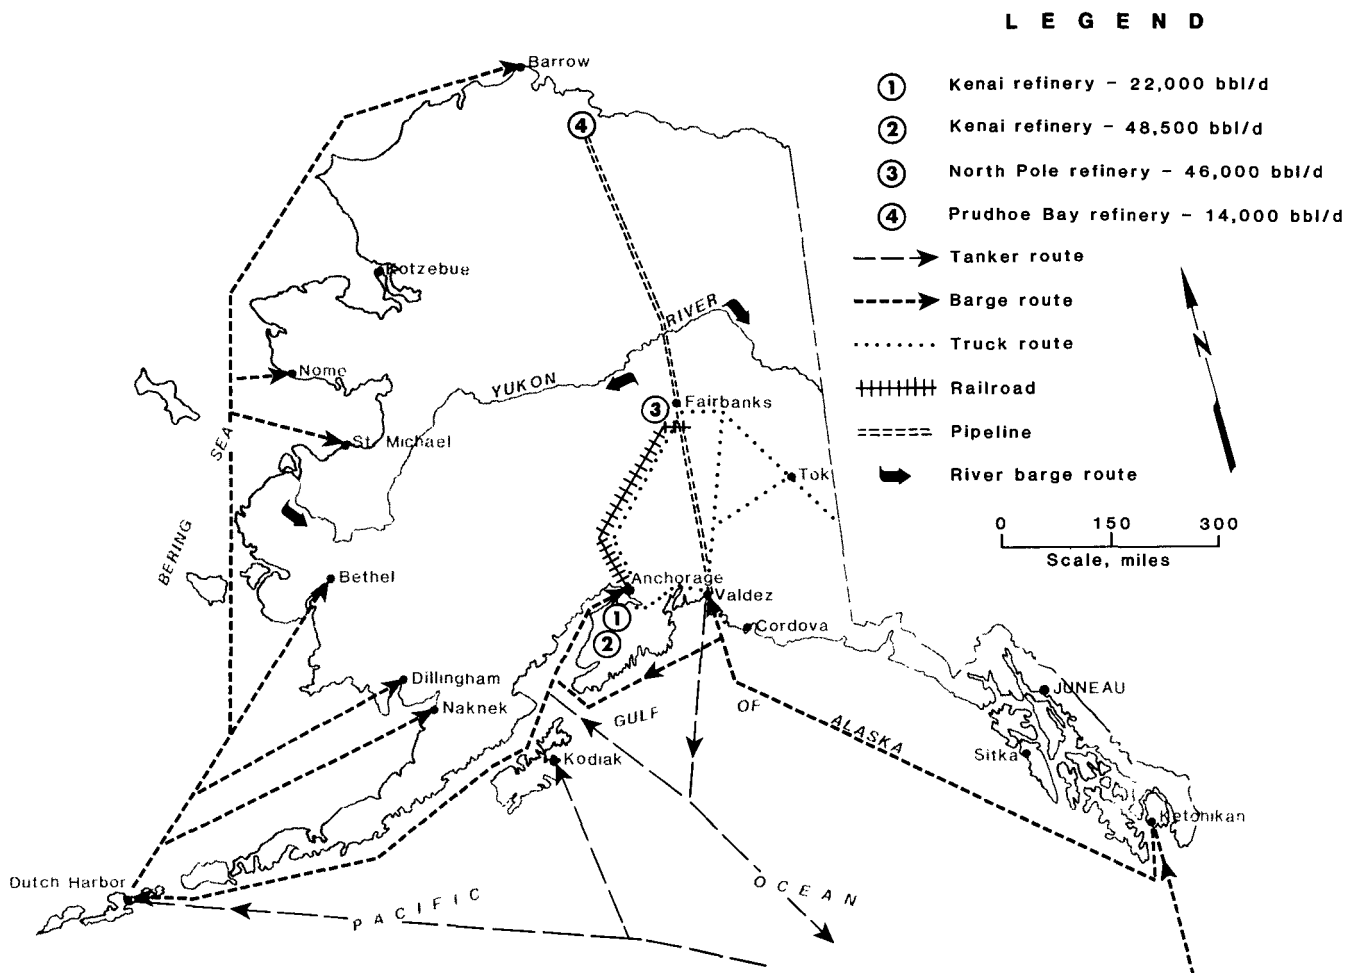 LEGEND
1 Kenai refinery - 22,000 bbl/d
2 Kenai refinery - 48,500 bbl/d
3 North Pole refinery - 46,000 bbl/d
4 Prudhoe Bay refinery - 14,000 bbl/d
Tanker route
Barge route
Truck route
Railroad
Pipeline
River barge route
N
0 150 300
Scale, miles
Barrow
4
Kotzebue
YUKON RIVER
Nome
3
Fairbanks
St. Michael
Tok
BERING SEA
Bethel
Anchorage
Valdez
1
2
Cordova
Dillingham
Naknek
JUNEAU
GULF OF ALASKA
Kodiak
Sitka
Ketchikan
Dutch Harbor
PACIFIC OCEAN